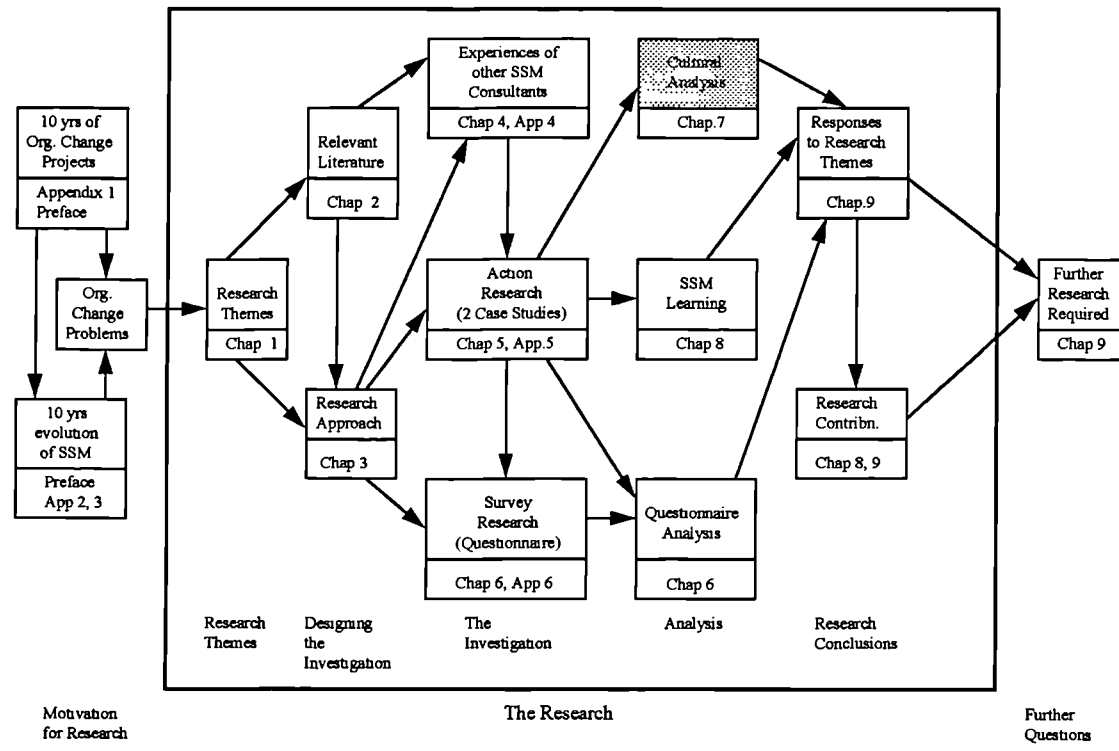 10 yrs of
Org. Change
Projects
Appendix 1
Preface
Org.
Change
Problems
10 yrs
evolution
of SSM
Preface
App 2, 3
Research
Themes
Chap 1
Relevant
Literature
Chap 2
Research
Approach
Chap 3
Experiences of
other SSM
Consultants
Chap 4, App 4
Action
Research
(2 Case Studies)
Chap 5, App.5
Survey
Research
(Questionnaire)
Chap 6, App 6
Cultural
Analysis
Chap.7
SSM
Learning
Chap 8
Questionnaire
Analysis
Chap 6
Responses
to Research
Themes
Chap.9
Research
Contribn.
Chap 8, 9
Further
Research
Required
Chap 9
Research
Themes
Designing
the
Investigation
The
Investigation
Analysis
Research
Conclusions
Motivation
for Research
The Research
Further
Questions